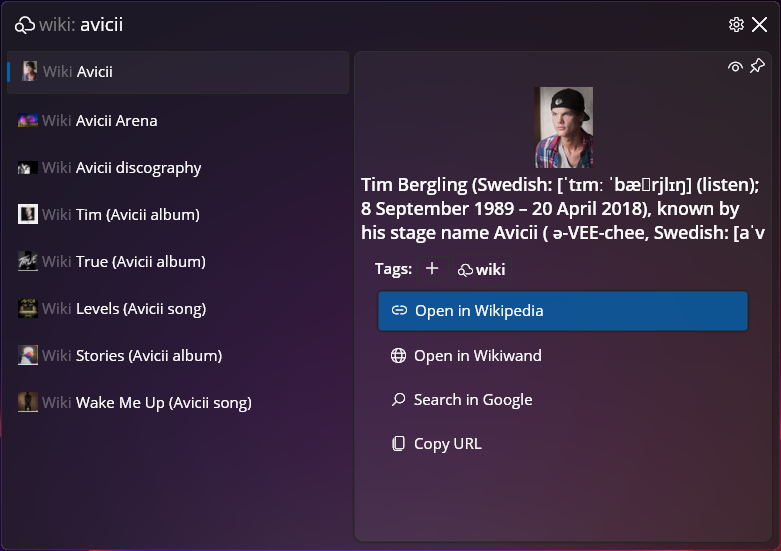 wiki: avicii
Wiki Avicii
Wiki Avicii Arena
Wiki Avicii discography
Wiki Tim (Avicii album)
Wiki True (Avicii album)
Wiki Levels (Avicii song)
Wiki Stories (Avicii album)
Wiki Wake Me Up (Avicii song)
Tim Bergling (Swedish: [ˈtɪmː ˈbæ▯rjlɪŋ] (listen);
8 September 1989 – 20 April 2018), known by
his stage name Avicii ( ə-VEE-chee, Swedish: [aˈv
Tags: + wiki
Open in Wikipedia
Open in Wikiwand
Search in Google
Copy URL